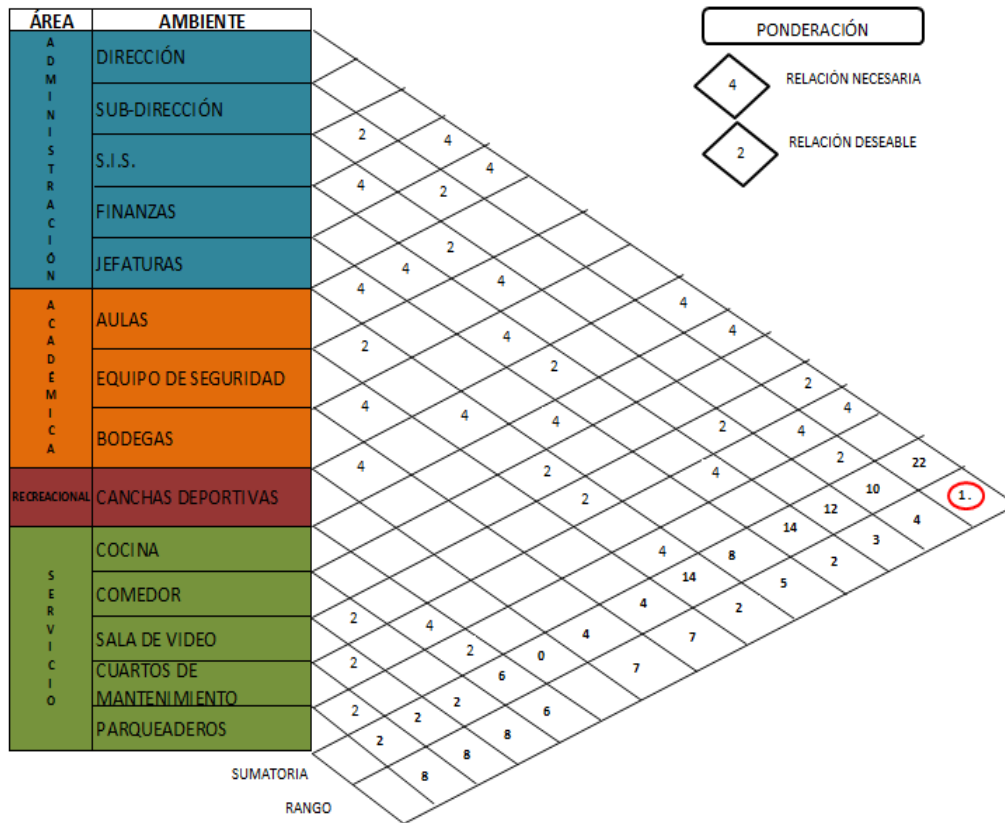 ÁREA AMBIENTE
ADMINISTRACIÓN
DIRECCIÓN
SUB-DIRECCIÓN
S.I.S.
FINANZAS
JEFATURAS
ACADÉMICA
AULAS
EQUIPO DE SEGURIDAD
BODEGAS
RECREACIONAL CANCHAS DEPORTIVAS
SERVICIO
COCINA
COMEDOR
SALA DE VIDEO
CUARTOS DE
MANTENIMIENTO
PARQUEADEROS
SUMATORIA
RANGO
PONDERACIÓN
4 RELACIÓN NECESARIA
2 RELACIÓN DESEABLE
2 4
4
4 2
2
4 4
4
4
2 4 4
2
2
4 4 4 2 4
4 2 4
2 4 2 22
2 10 1.
12
4 14 4
8 3
14 2
4 5
2 4 4 2
2 0 7
2 6 7
2 2 2 6
2 8
8
8